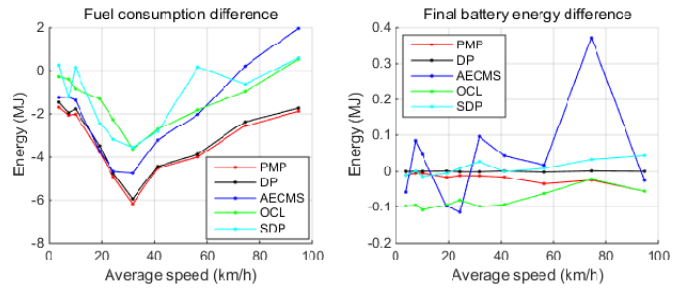 Fuel consumption difference
Energy (MJ)
2
0
-2
-4
-6
-8
0
20
40
60
80
100
Average speed (km/h)
PMP
DP
AECMS
OCL
SDP
Final battery energy difference
Energy (MJ)
0.4
0.3
0.2
0.1
0
-0.1
-0.2
0
20
40
60
80
100
Average speed (km/h)
PMP
DP
AECMS
OCL
SDP